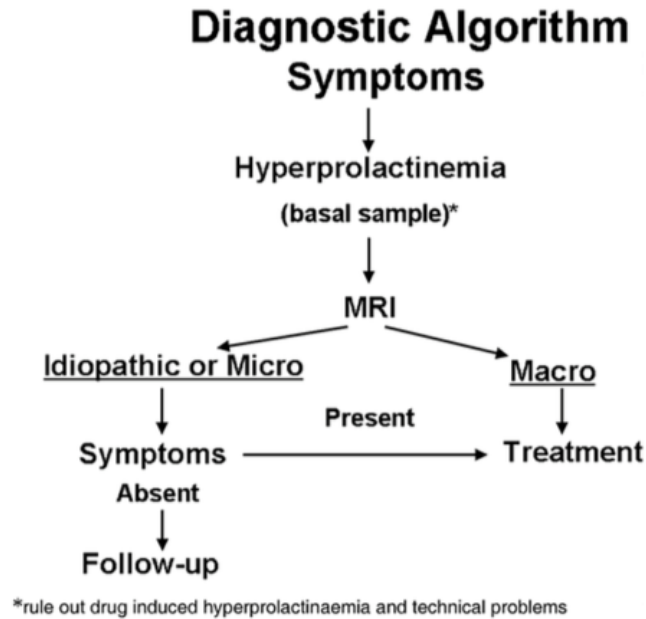 Diagnostic Algorithm
Symptoms
Hyperprolactinemia
(basal sample)*
MRI
Idiopathic or Micro
Macro
Present
Symptoms
Treatment
Absent
Follow-up
*rule out drug induced hyperprolactinaemia and technical problems